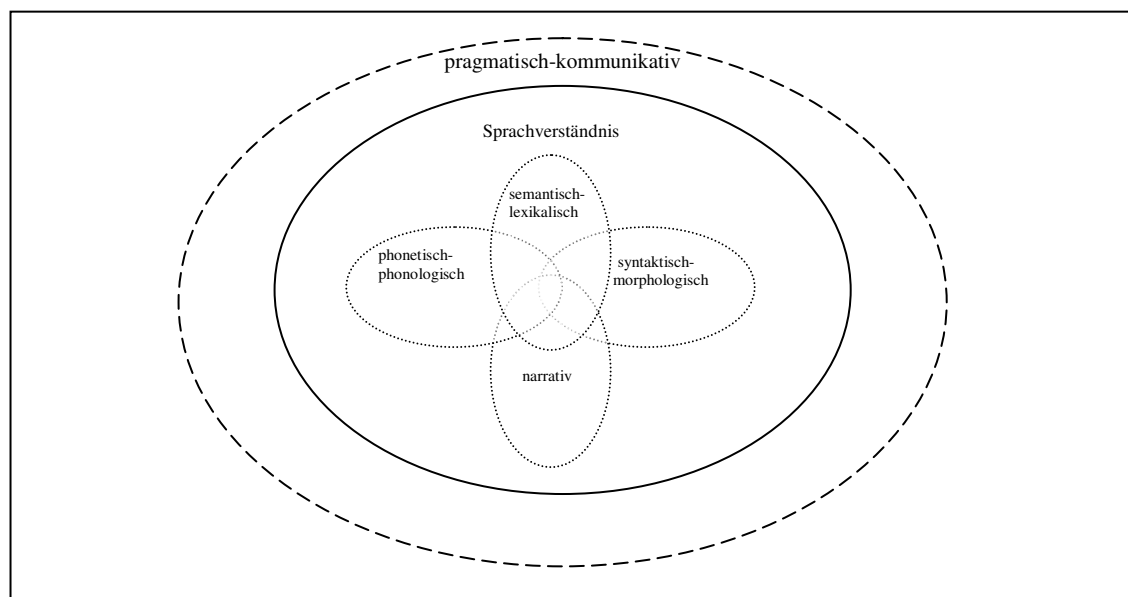 pragmatisch-kommunikativ
Sprachverständnis
semantisch-
lexikalisch
phonetisch-
phonologisch
syntaktisch-
morphologisch
narrativ